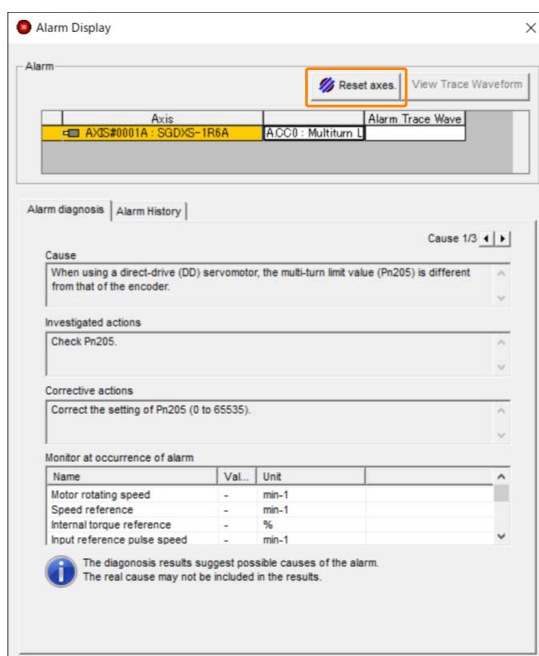 Alarm Display
Alarm
Reset axes.
View Trace Waveform
Axis
Alarm Trace Wave
AXIS#0001A : SGDXS-1R6A
A.CC0 : Multiturn L
Alarm diagnosis
Alarm History
Cause 1/3
Cause
When using a direct-drive (DD) servomotor, the multi-turn limit value (Pn205) is different
from that of the encoder.
Investigated actions
Check Pn205.
Corrective actions
Correct the setting of Pn205 (0 to 65535).
Monitor at occurrence of alarm
Name Val... Unit
Motor rotating speed - min-1
Speed reference - min-1
Internal torque reference - %
Input reference pulse speed - min-1
The diagonosis results suggest possible causes of the alarm.
The real cause may not be included in the results.